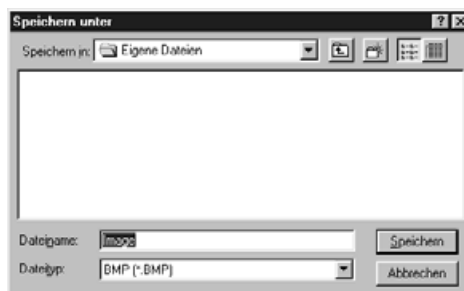 Speichern unter
Speichern in: Eigene Dateien
Dateiname: Image
Speichern
Dateityp: BMP (*.BMP)
Abbrechen